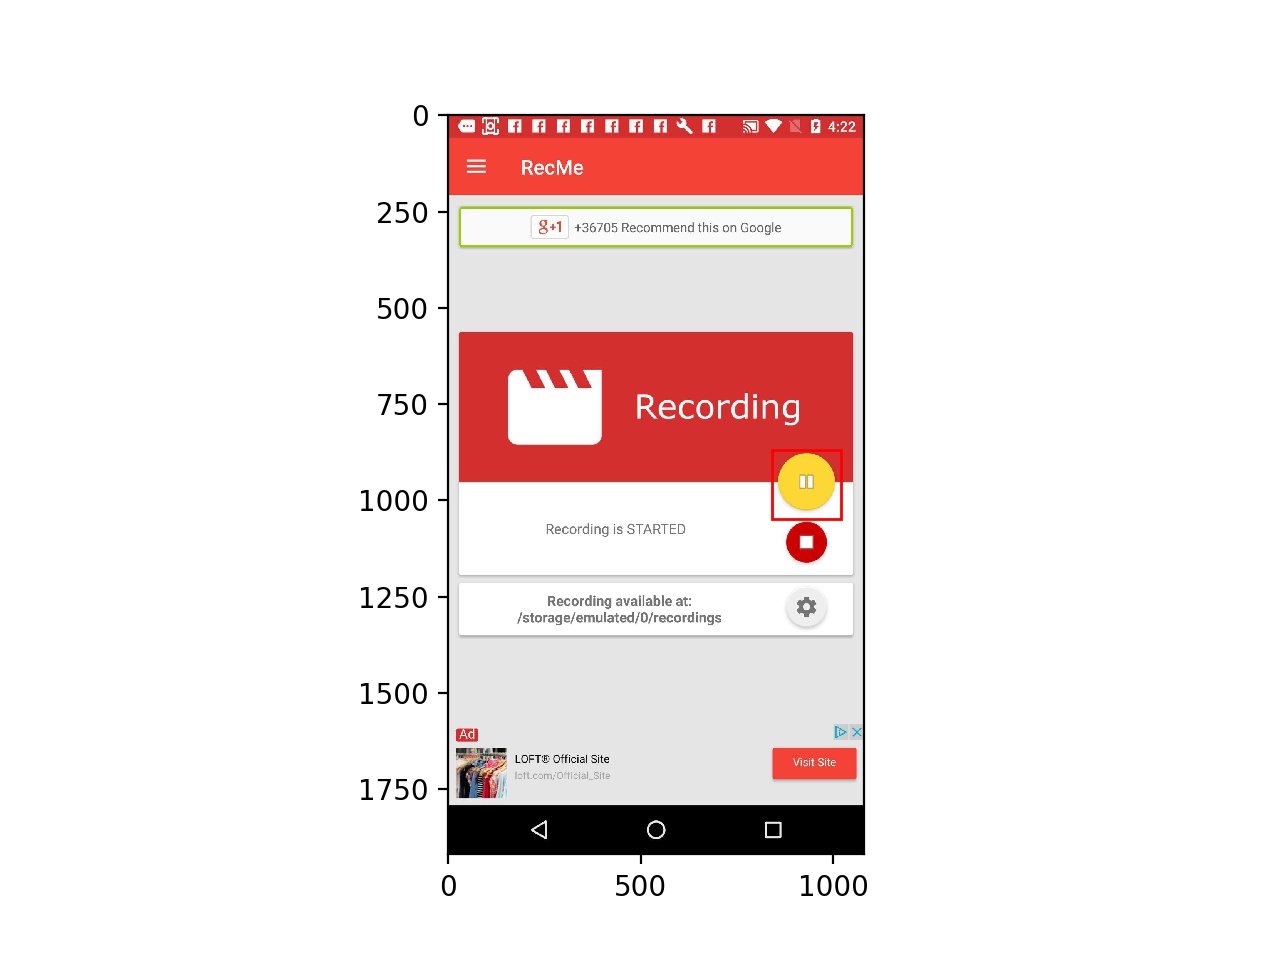 0
250
500
750
1000
1250
1500
1750
0
500
1000
4:22
RecMe
g+1 +36705 Recommend this on Google
Recording
Recording is STARTED
Recording available at:
/storage/emulated/0/recordings
Ad
LOFT® Official Site
loft.com/Official_Site
Visit Site